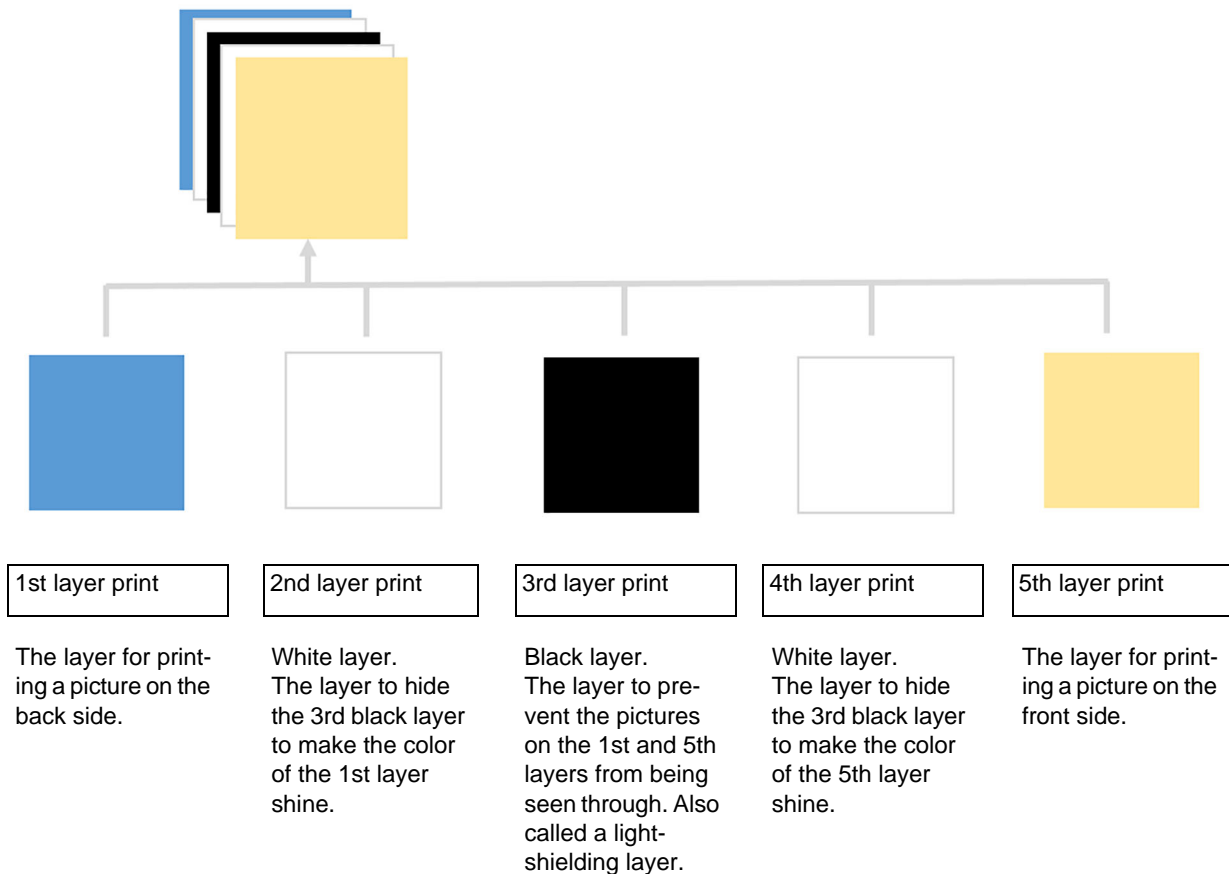 1st layer print
2nd layer print
3rd layer print
4th layer print
5th layer print
The layer for print-
ing a picture on the
back side.
White layer.
The layer to hide
the 3rd black layer
to make the color
of the 1st layer
shine.
Black layer.
The layer to pre-
vent the pictures
on the 1st and 5th
layers from being
seen through. Also
called a light-
shielding layer.
White layer.
The layer to hide
the 3rd black layer
to make the color
of the 5th layer
shine.
The layer for print-
ing a picture on the
front side.